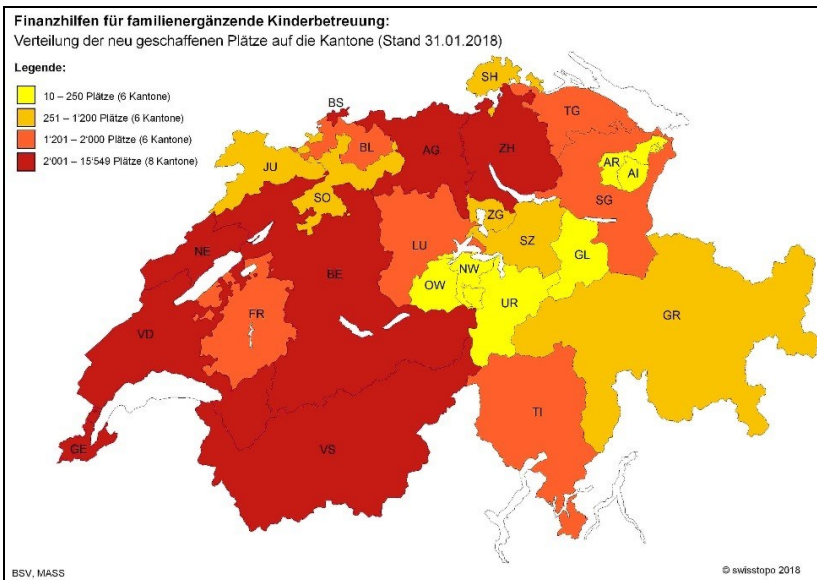 Finanzhilfen für familienergänzende Kinderbetreuung:
Verteilung der neu geschaffenen Plätze auf die Kantone (Stand 31.01.2018)
Legende:
10 – 250 Plätze (6 Kantone)
251 – 1'200 Plätze (6 Kantone)
1'201 – 2'000 Plätze (6 Kantone)
2'001 – 15'549 Plätze (8 Kantone)
SH
BS
TG
BL
AG
ZH
JU
AR
AI
SO
SG
ZG
NE
LU
SZ
GL
BE
NW
OW
UR
FR
GR
VD
TI
GE
VS
BSV, MASS
© swisstopo 2018